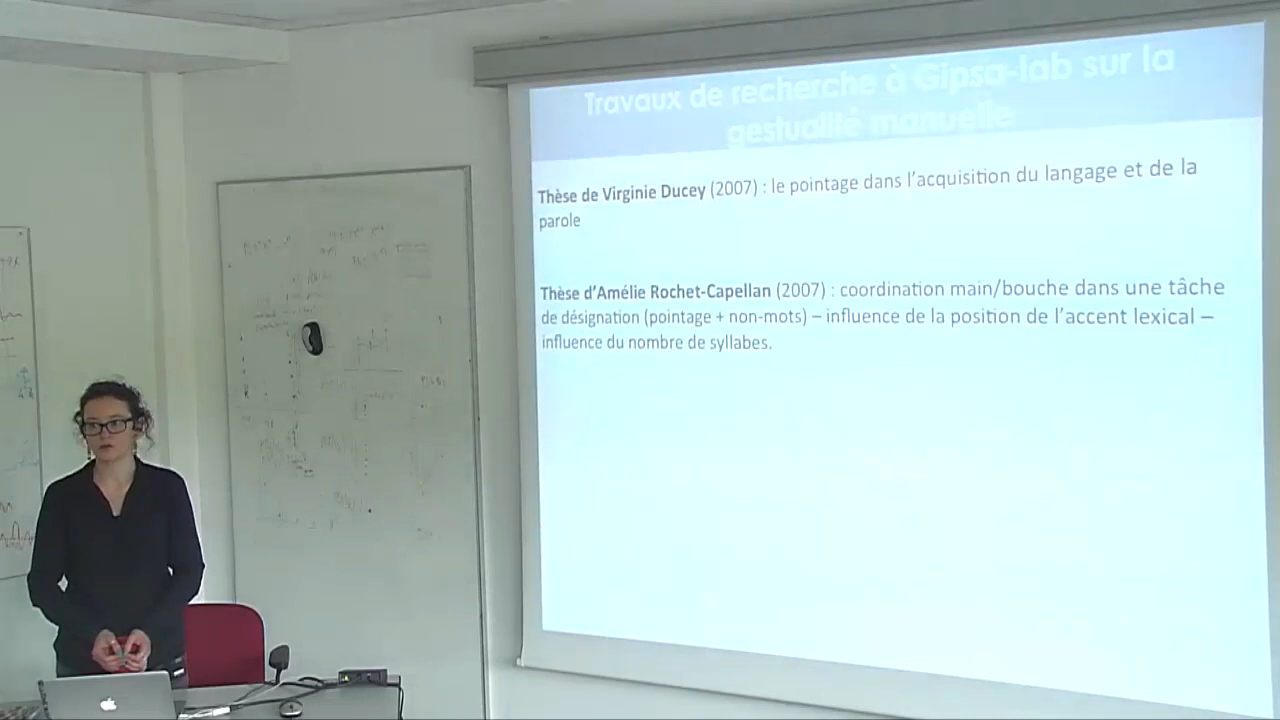 Travaux de recherche à Gipsa-lab sur la
gestualité manuelle
Thèse de Virginie Ducey (2007) : le pointage dans l'acquisition du langage et de la
parole
Thèse d'Amélie Rochet-Capellan (2007) : coordination main/bouche dans une tâche
de désignation (pointage + non-mots) – influence de la position de l'accent lexical –
influence du nombre de syllabes.